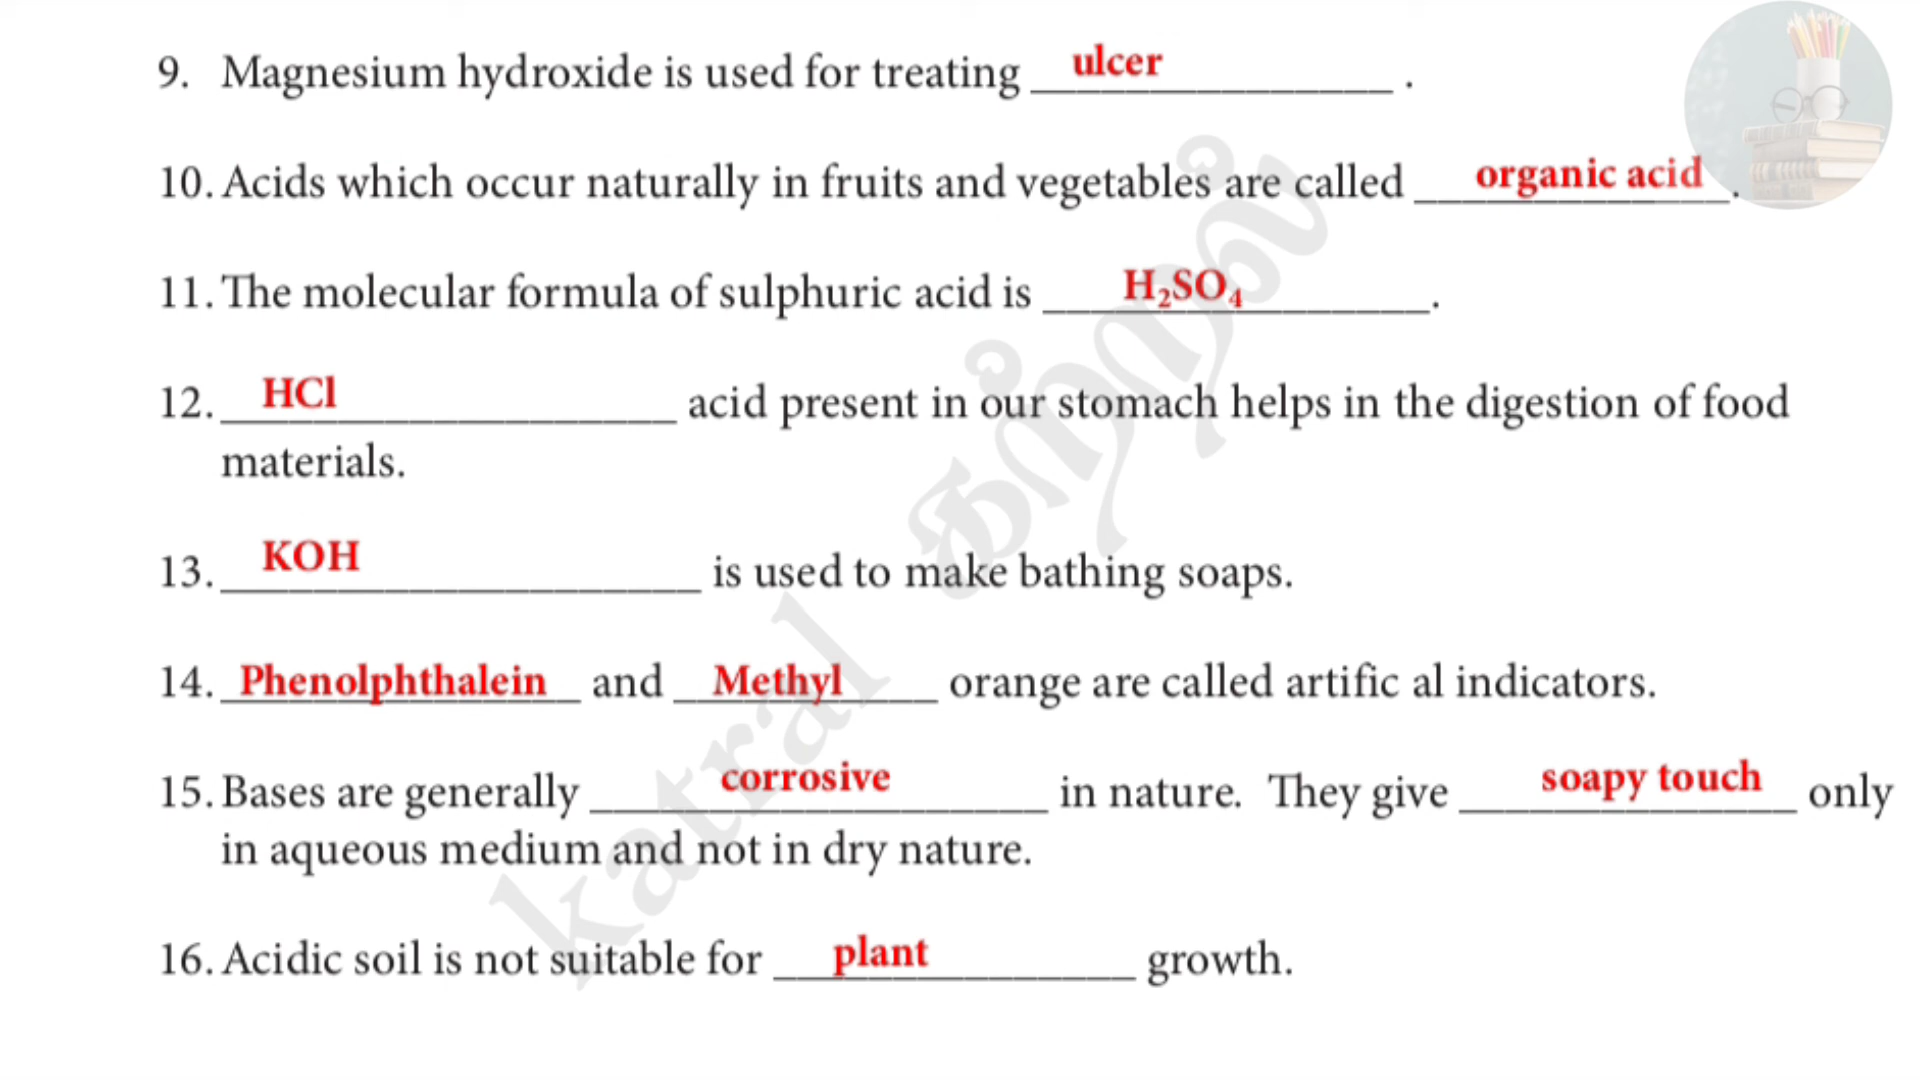 9. Magnesium hydroxide is used for treating ulcer .
10. Acids which occur naturally in fruits and vegetables are called organic acid.
11. The molecular formula of sulphuric acid is H₂SO₄.
12. HCl acid present in our stomach helps in the digestion of food
materials.
13. KOH is used to make bathing soaps.
14. Phenolphthalein and Methyl orange are called artific al indicators.
15. Bases are generally corrosive in nature. They give soapy touch only
in aqueous medium and not in dry nature.
16. Acidic soil is not suitable for plant growth.
katral கற்றல்